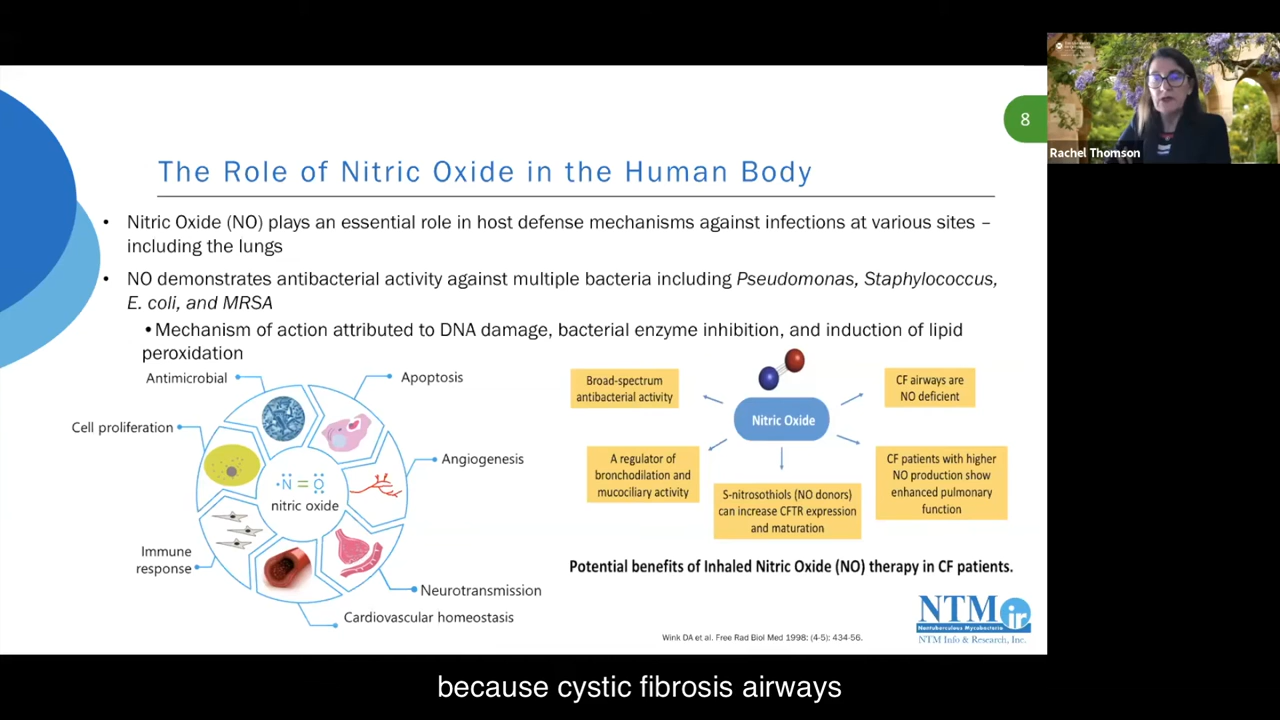 8
Rachel Thomson
The Role of Nitric Oxide in the Human Body
• Nitric Oxide (NO) plays an essential role in host defense mechanisms against infections at various sites –
including the lungs
• NO demonstrates antibacterial activity against multiple bacteria including Pseudomonas, Staphylococcus,
E. coli, and MRSA
•Mechanism of action attributed to DNA damage, bacterial enzyme inhibition, and induction of lipid
peroxidation
Antimicrobial
Apoptosis
Cell proliferation
Angiogenesis
·N=O
nitric oxide
Immune
response
Neurotransmission
Cardiovascular homeostasis
Broad-spectrum
antibacterial activity
CF airways are
NO deficient
Nitric Oxide
A regulator of
bronchodilation and
mucociliary activity
S-nitrosothiols (NO donors)
can increase CFTR expression
and maturation
CF patients with higher
NO production show
enhanced pulmonary
function
Potential benefits of Inhaled Nitric Oxide (NO) therapy in CF patients.
NTM ir
Nontuberculous Mycobacteria
NTM Info & Research, Inc.
Wink DA et al. Free Rad Biol Med 1998; (4-5); 434-56.
because cystic fibrosis airways